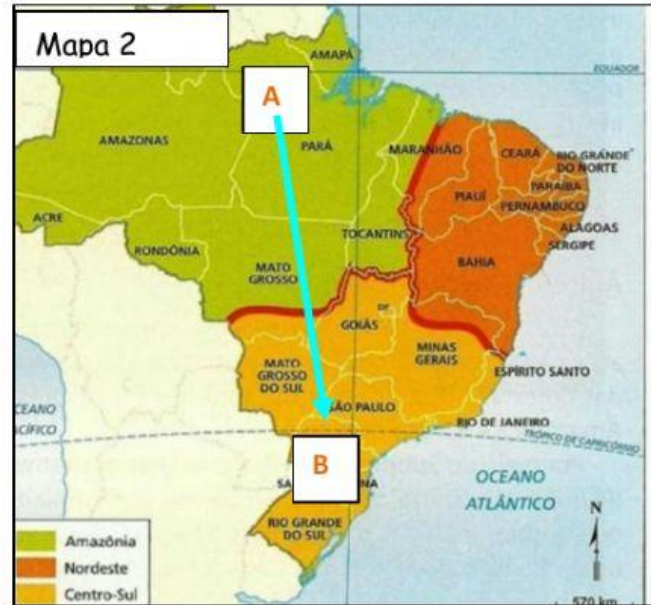 Mapa 2
AMAPÁ
EQUADOR
A
AMAZONAS
PARÁ
MARANHÃO
CEARÁ
RIO GRANDE
DO NORTE
PARAÍBA
PIAUÍ
PERNAMBUCO
ACRE
ALAGOAS
SERGIPE
TOCANTINS
RONDÔNIA
BAHIA
MATO
GROSSO
DF
GOIÁS
MINAS
GERAIS
MATO
GROSSO
DO SUL
ESPÍRITO SANTO
SÃO PAULO
RIO DE JANEIRO
TRÓPICO DE CAPRICÓRNIO
B
OCEANO
ATLÂNTICO
RIO GRANDE
DO SUL
N
Amazônia
Nordeste
Centro-Sul
570 km